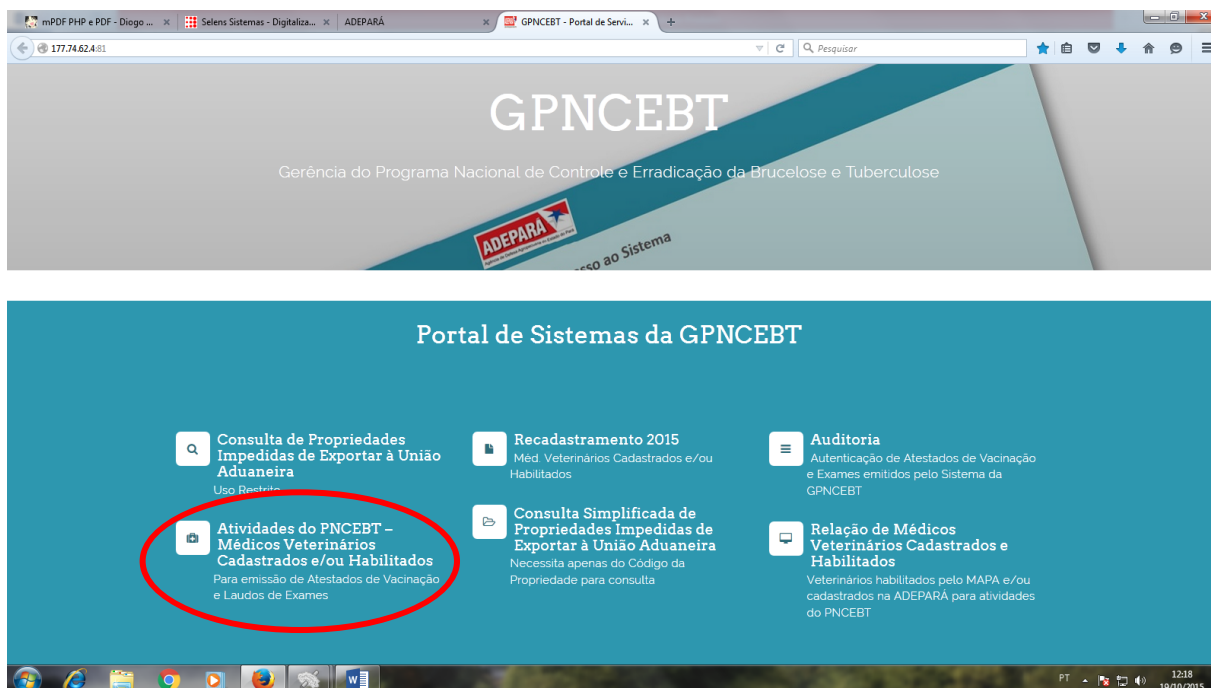 mPDF PHP e PDF - Diogo ...
Selens Sistemas - Digitaliza...
ADEPARÁ
GPNCEBT - Portal de Servi...
177.74.62.4:81
Pesquisar
GPNCEBT
Gerência do Programa Nacional de Controle e Erradicação da Brucelose e Tuberculose
ADEPARÁ
sso ao Sistema
Portal de Sistemas da GPNCEBT
Consulta de Propriedades
Impedidas de Exportar à União
Aduaneira
Uso Restrito
Atividades do PNCEBT –
Médicos Veterinários
Cadastrados e/ou Habilitados
Para emissão de Atestados de Vacinação
e Laudos de Exames
Recadastramento 2015
Méd. Veterinários Cadastrados e/ou
Habilitados
Consulta Simplificada de
Propriedades Impedidas de
Exportar à União Aduaneira
Necessita apenas do Código da
Propriedade para consulta
Auditoria
Autenticação de Atestados de Vacinação
e Exames emitidos pelo Sistema da
GPNCEBT
Relação de Médicos
Veterinários Cadastrados e
Habilitados
Veterinários habilitados pelo MAPA e/ou
cadastrados na ADEPARÁ para atividades
do PNCEBT
PT
12:18
19/10/2015